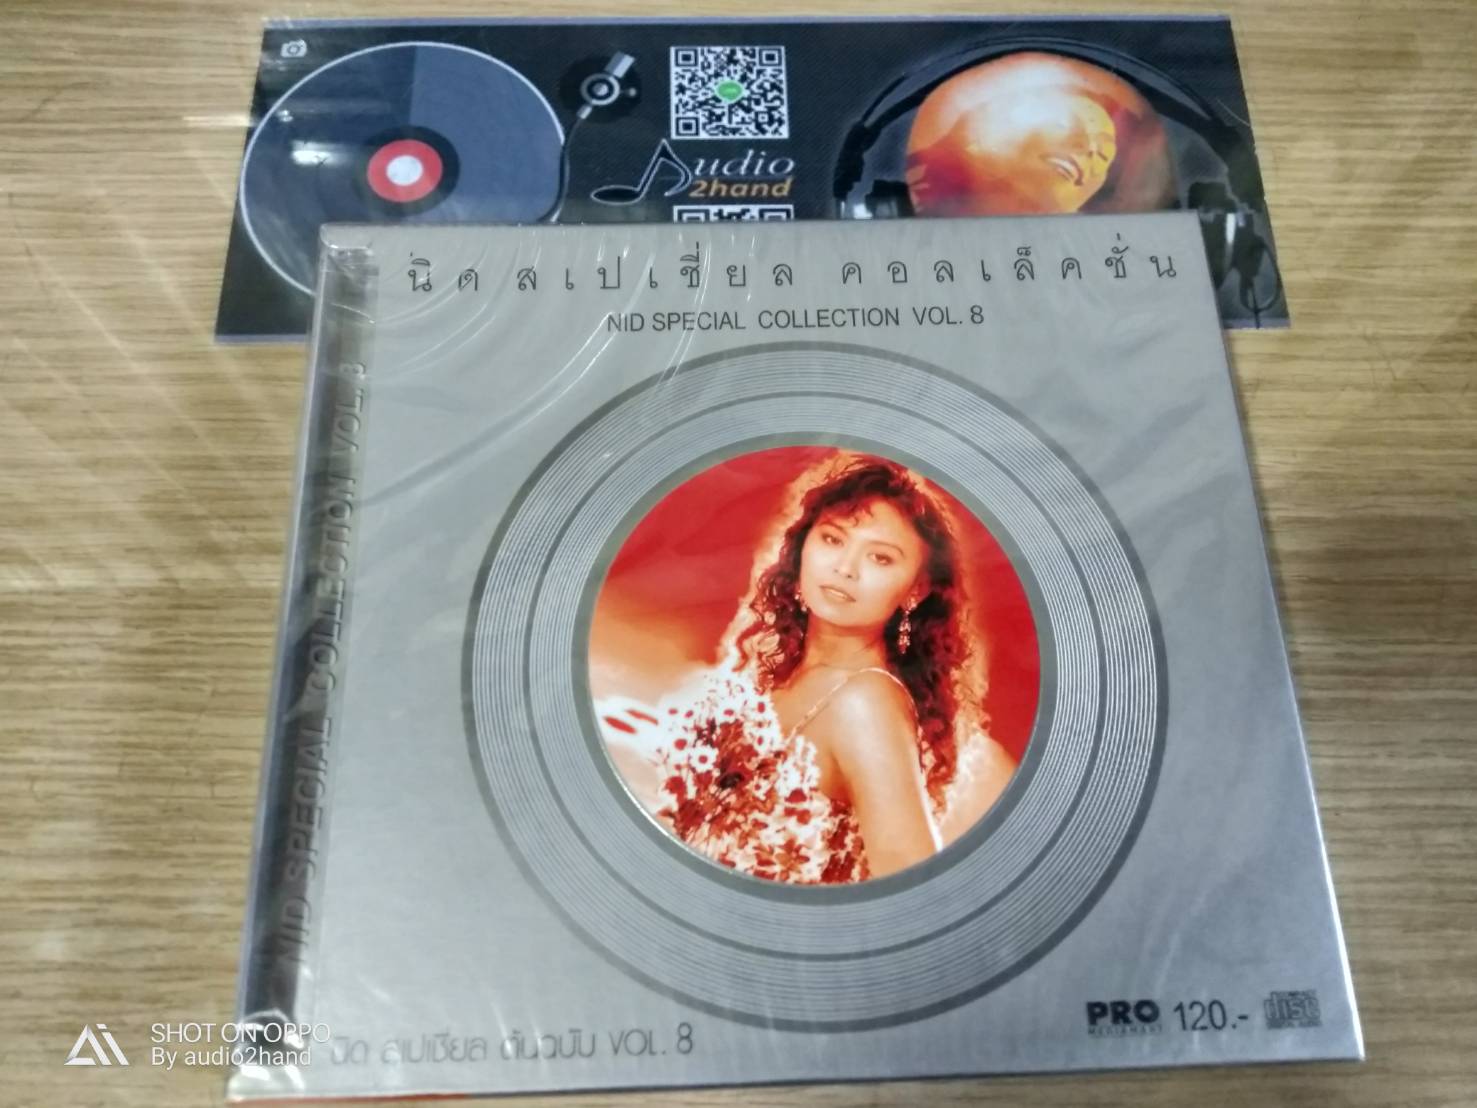 Audio
2hand
นิด สเปเชี่ยล คอลเล็คชั่น
NID SPECIAL COLLECTION VOL. 8
NID SPECIAL COLLECTION VOL. 8
PRO 120.- disc
นิด สเปเชียล ต้นฉบับ VOL. 8
SHOT ON OPPO
By audio2hand